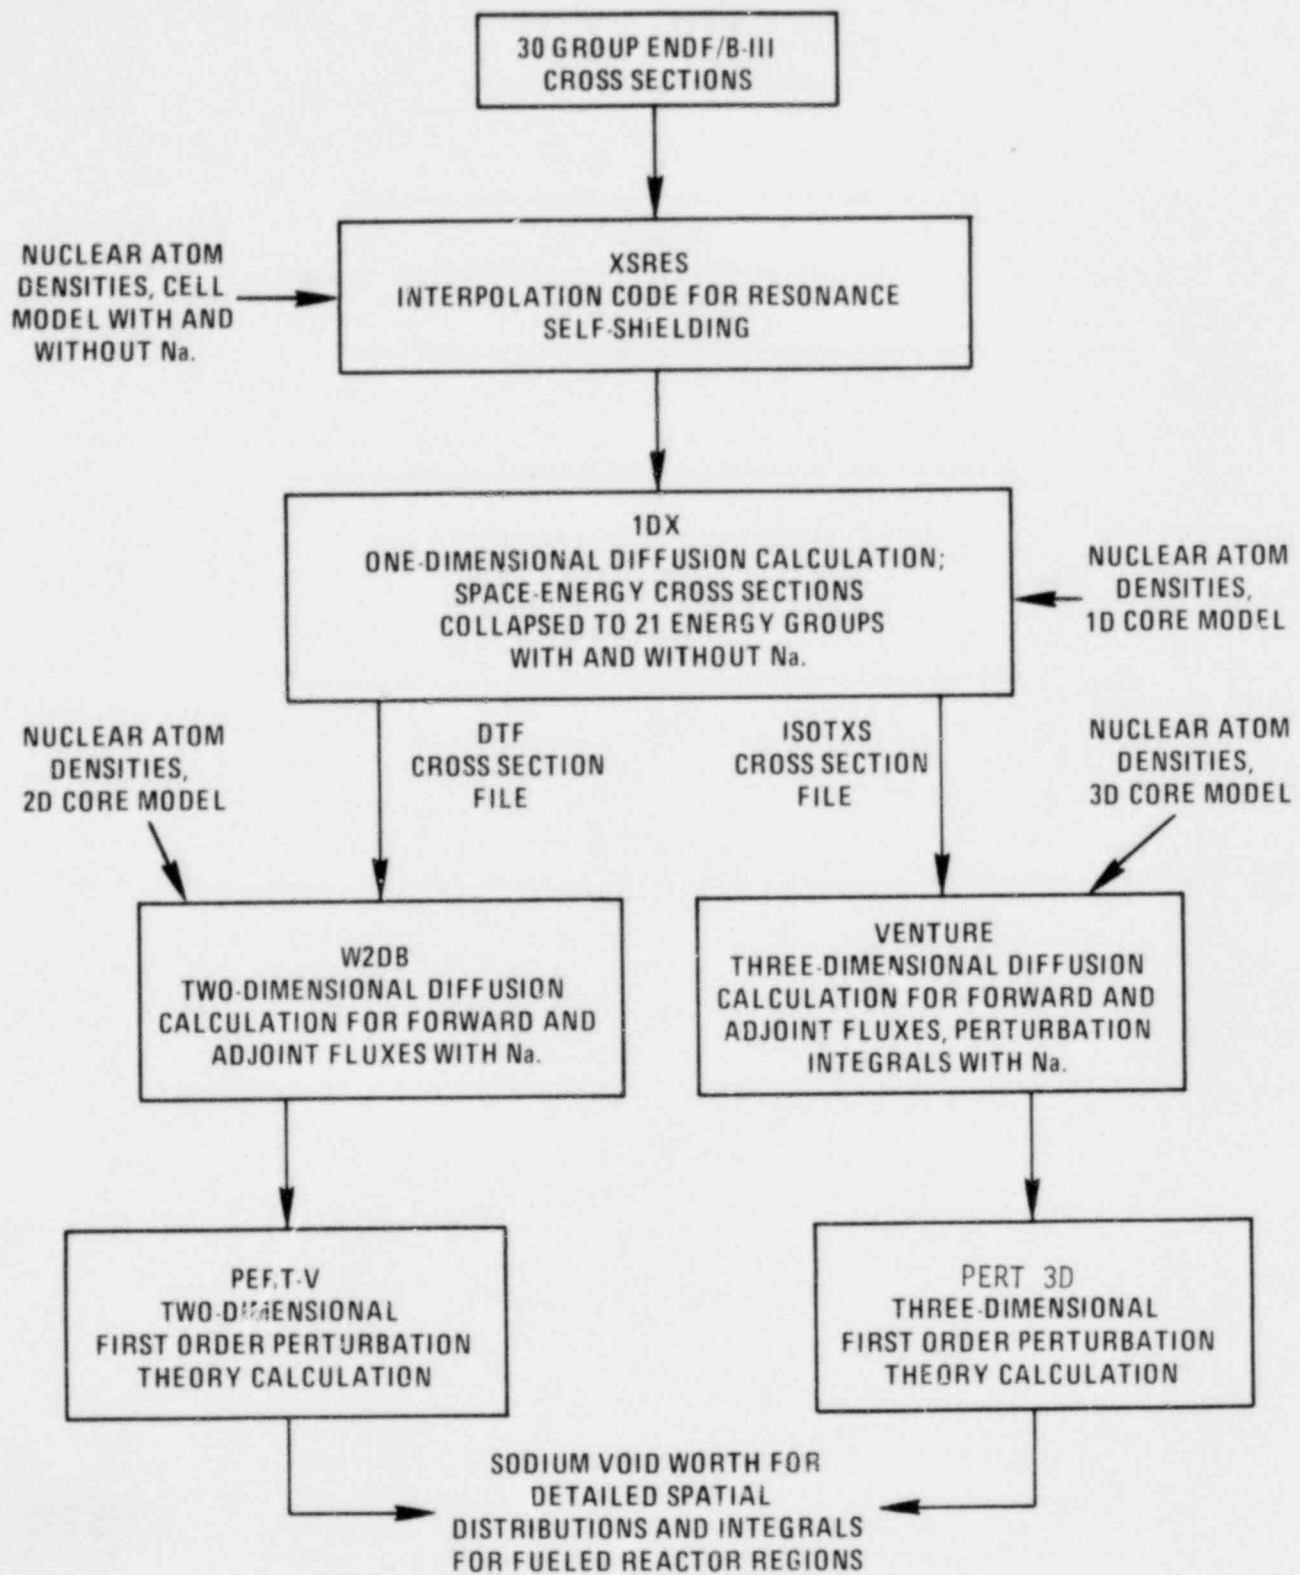 30 GROUP ENDF/B-III
CROSS SECTIONS
NUCLEAR ATOM
DENSITIES, CELL
MODEL WITH AND
WITHOUT Na.
XSRES
INTERPOLATION CODE FOR RESONANCE
SELF-SHIELDING
1DX
ONE-DIMENSIONAL DIFFUSION CALCULATION;
SPACE-ENERGY CROSS SECTIONS
COLLAPSED TO 21 ENERGY GROUPS
WITH AND WITHOUT Na.
NUCLEAR ATOM
DENSITIES,
1D CORE MODEL
NUCLEAR ATOM
DENSITIES,
2D CORE MODEL
DTF
CROSS SECTION
FILE
ISOTXS
CROSS SECTION
FILE
NUCLEAR ATOM
DENSITIES,
3D CORE MODEL
W2DB
TWO-DIMENSIONAL DIFFUSION
CALCULATION FOR FORWARD AND
ADJOINT FLUXES WITH Na.
VENTURE
THREE-DIMENSIONAL DIFFUSION
CALCULATION FOR FORWARD AND
ADJOINT FLUXES, PERTURBATION
INTEGRALS WITH Na.
PERT-V
TWO-DIMENSIONAL
FIRST ORDER PERTURBATION
THEORY CALCULATION
PERT 3D
THREE-DIMENSIONAL
FIRST ORDER PERTURBATION
THEORY CALCULATION
SODIUM VOID WORTH FOR
DETAILED SPATIAL
DISTRIBUTIONS AND INTEGRALS
FOR FUELED REACTOR REGIONS